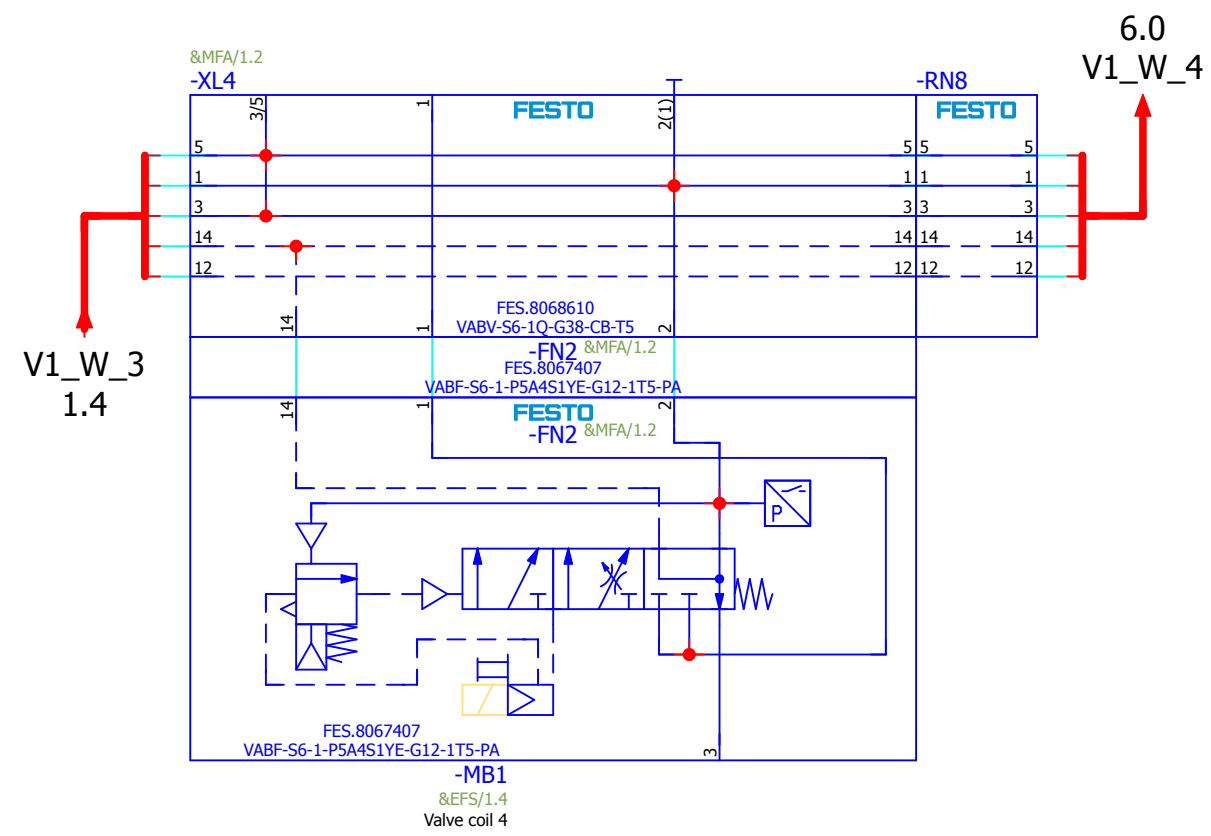 6.0
V1_W_4
&MFA/1.2
-XL4
-RN8
3/5
1
FESTO
2(1)
FESTO
5
5 5
5
1
1 1
1
3
3 3
3
14
14 14
14
12
12 12
12
V1_W_3
1.4
FES.8068610
VABV-S6-1Q-G38-CB-T5
14
1
2
-FN2 &MFA/1.2
FES.8067407
VABF-S6-1-P5A4S1YE-G12-1T5-PA
14
1
2
FESTO
-FN2 &MFA/1.2
P
FES.8067407
VABF-S6-1-P5A4S1YE-G12-1T5-PA
3
-MB1
&EFS/1.4
Valve coil 4